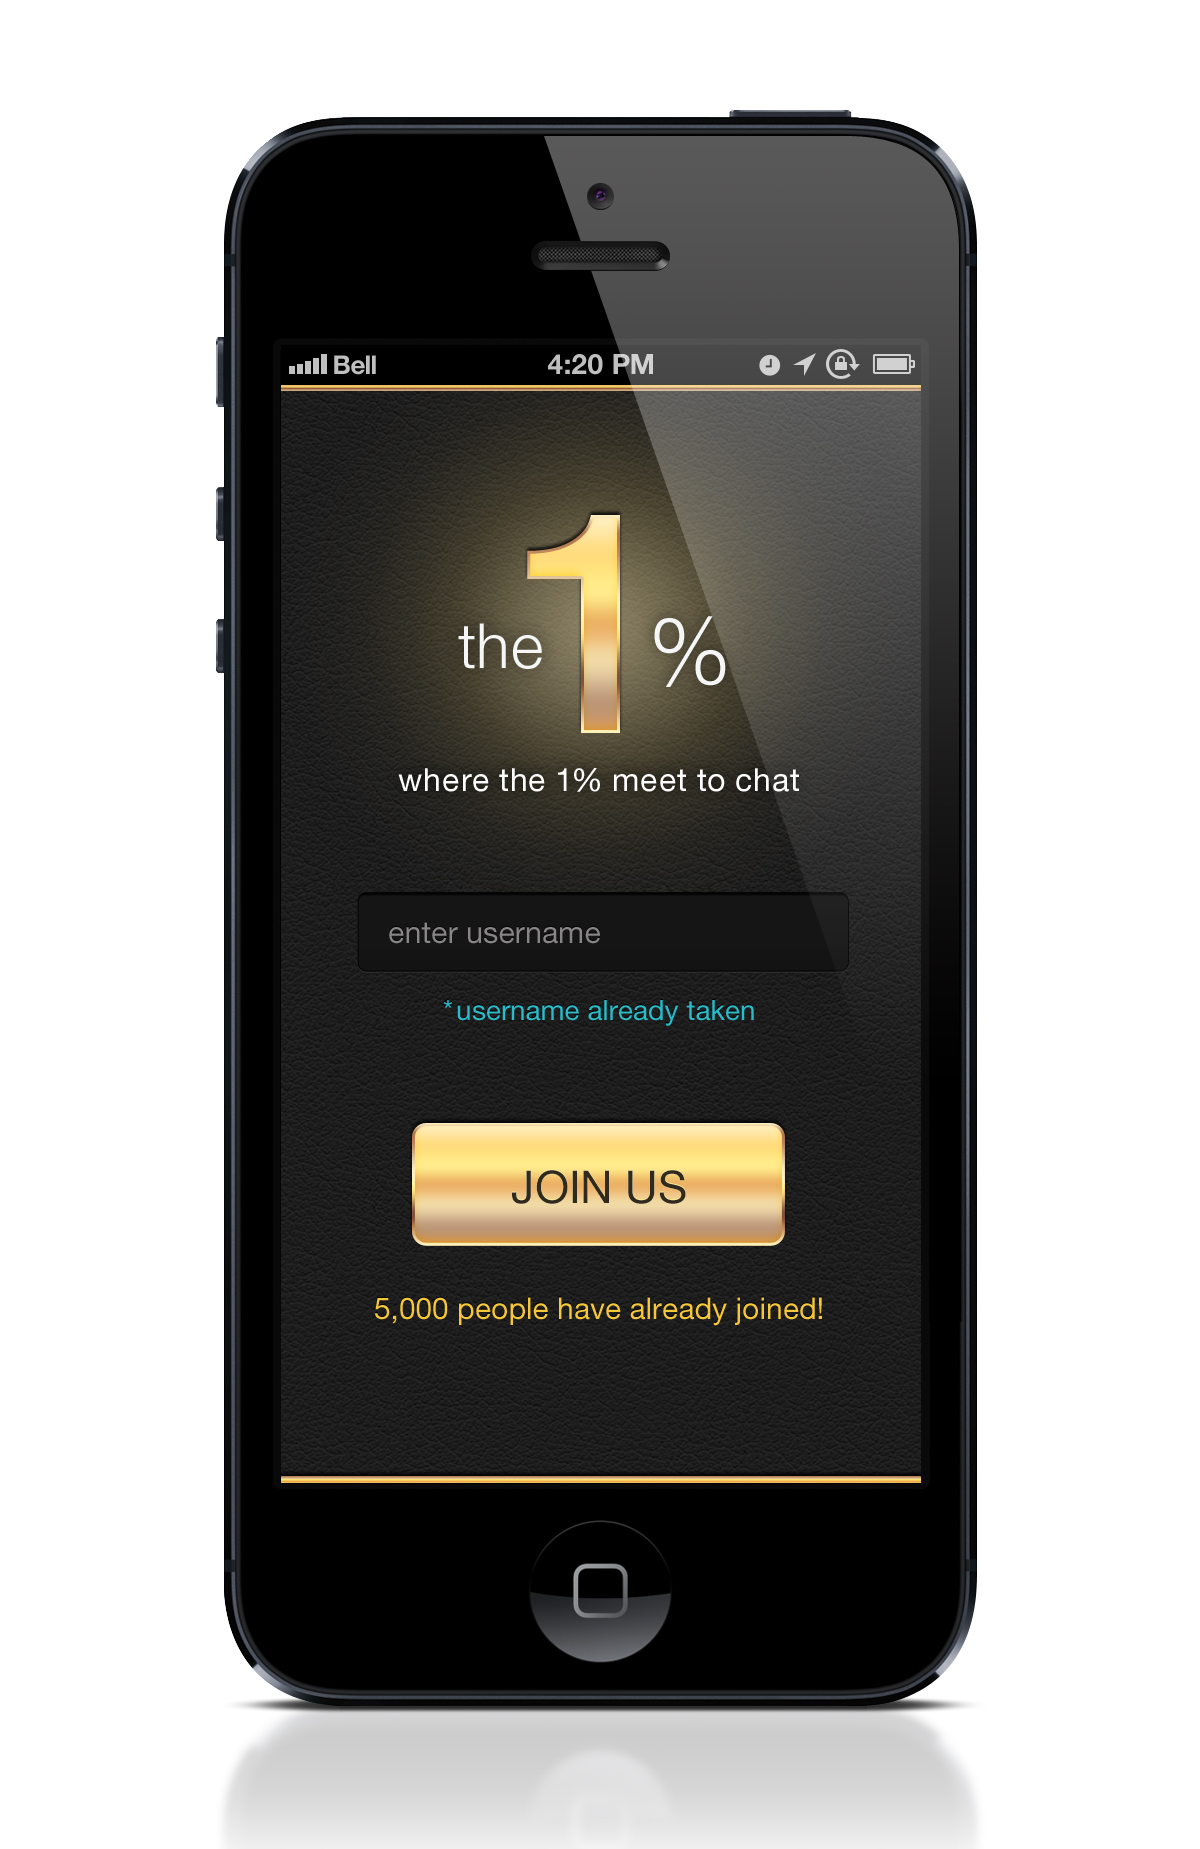 Bell 4:20 PM
the 1 %
where the 1% meet to chat
enter username
*username already taken
JOIN US
5,000 people have already joined!